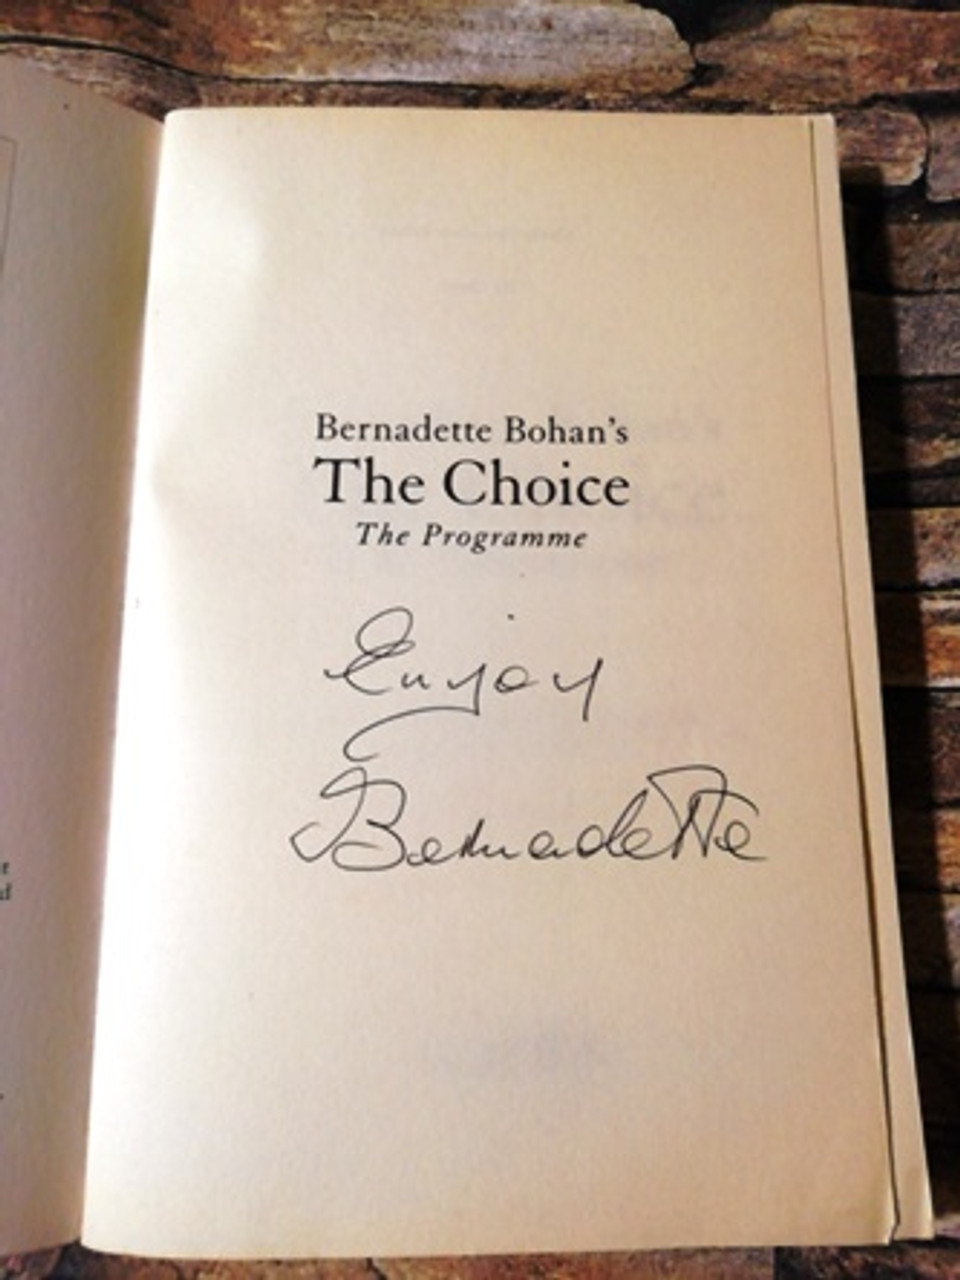 Bernadette Bohan's
The Choice
The Programme
Enjoy
Bernadette